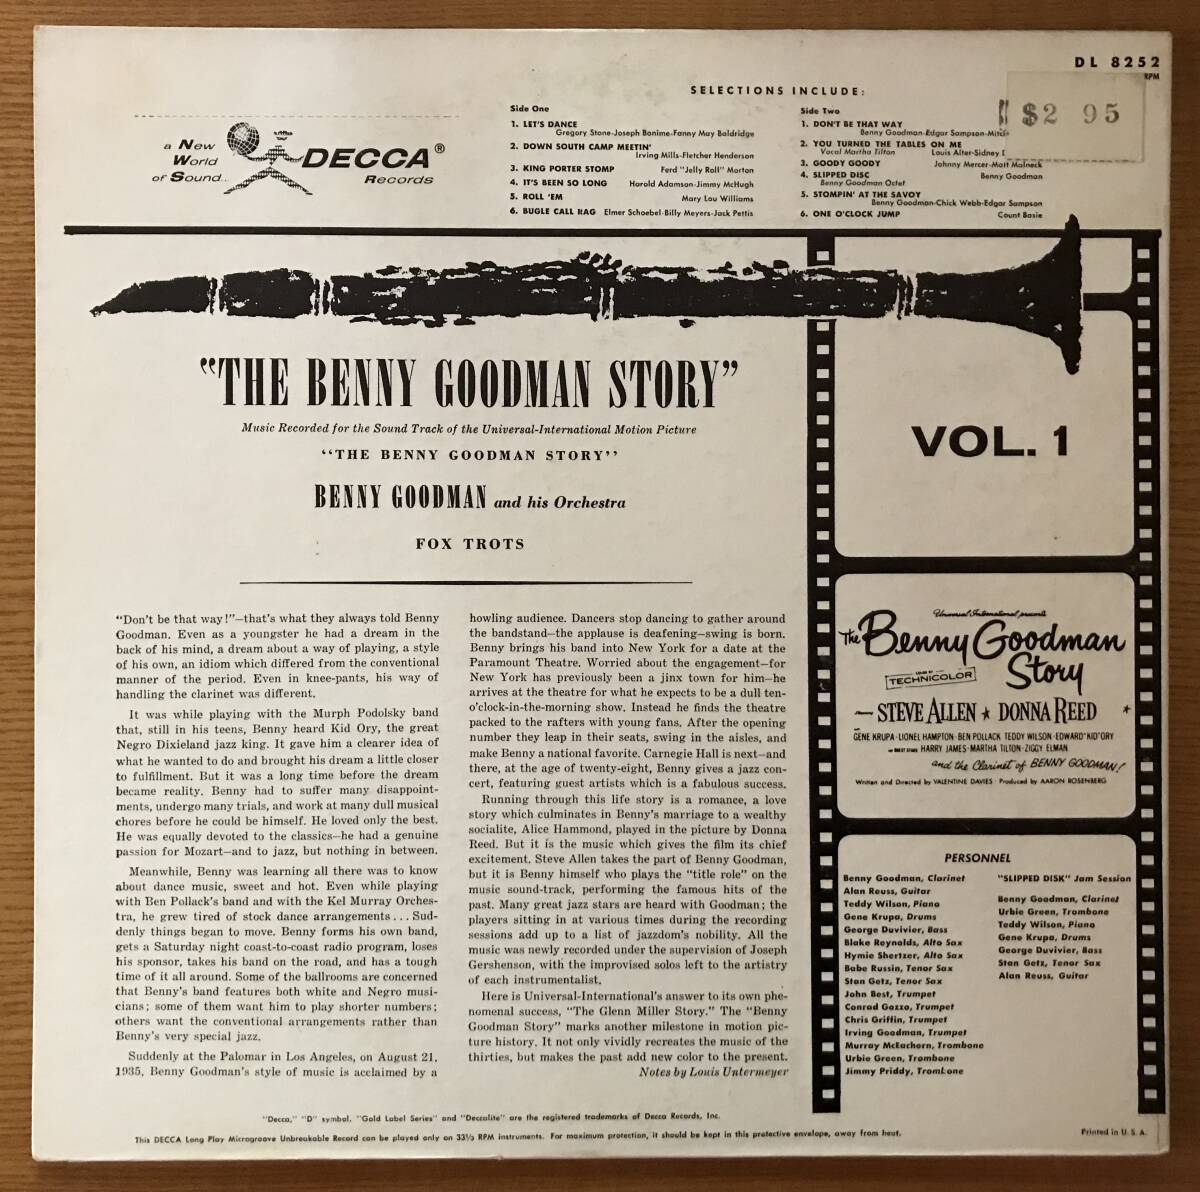 DL 8252
RPM
$2 95
a New
World
of Sound..
DECCA®
Records
SELECTIONS INCLUDE:
Side One
1. LET'S DANCE
Gregory Stone-Joseph Bonime-Fanny May Baldridge
2. DOWN SOUTH CAMP MEETIN'
Irving Mills-Fletcher Henderson
3. KING PORTER STOMP Ferd "Jelly Roll" Morton
4. IT'S BEEN SO LONG Harold Adamson-Jimmy McHugh
5. ROLL 'EM Mary Lou Williams
6. BUGLE CALL RAG Elmer Schoebel-Billy Meyers-Jack Pettis
Side Two
1. DON'T BE THAT WAY
Benny Goodman-Edgar Sampson-Mitch
2. YOU TURNED THE TABLES ON ME
Vocal Martha Tilton Louis Alter-Sidney
3. GOODY GOODY Johnny Mercer-Matt Malneck
4. SLIPPED DISC Benny Goodman
Benny Goodman Octet
5. STOMPIN' AT THE SAVOY
Benny Goodman-Chick Webb-Edgar Sampson
6. ONE O'CLOCK JUMP Count Basie
"THE BENNY GOODMAN STORY"
Music Recorded for the Sound Track of the Universal-International Motion Picture
"THE BENNY GOODMAN STORY"
BENNY GOODMAN and his Orchestra
FOX TROTS
VOL. 1
"Don't be that way!"—that's what they always told Benny
Goodman. Even as a youngster he had a dream in the
back of his mind, a dream about a way of playing, a style
of his own, an idiom which differed from the conventional
manner of the period. Even in knee-pants, his way of
handling the clarinet was different.
It was while playing with the Murph Podolsky band
that, still in his teens, Benny heard Kid Ory, the great
Negro Dixieland jazz king. It gave him a clearer idea of
what he wanted to do and brought his dream a little closer
to fulfillment. But it was a long time before the dream
became reality. Benny had to suffer many disappoint-
ments, undergo many trials, and work at many dull musical
chores before he could be himself. He loved only the best.
He was equally devoted to the classics—he had a genuine
passion for Mozart—and to jazz, but nothing in between.
Meanwhile, Benny was learning all there was to know
about dance music, sweet and hot. Even while playing
with Ben Pollack's band and with the Kel Murray Orches-
tra, he grew tired of stock dance arrangements... Sud-
denly things began to move. Benny forms his own band,
gets a Saturday night coast-to-coast radio program, loses
his sponsor, takes his band on the road, and has a tough
time of it all around. Some of the ballrooms are concerned
that Benny's band features both white and Negro musi-
cians; some of them want him to play shorter numbers;
others want the conventional arrangements rather than
Benny's very special jazz.
Suddenly at the Palomar in Los Angeles, on August 21,
1935, Benny Goodman's style of music is acclaimed by a
howling audience. Dancers stop dancing to gather around
the bandstand—the applause is deafening—swing is born.
Benny brings his band into New York for a date at the
Paramount Theatre. Worried about the engagement—for
New York has previously been a jinx town for him—he
arrives at the theatre for what he expects to be a dull ten-
o'clock-in-the-morning show. Instead he finds the theatre
packed to the rafters with young fans. After the opening
number they leap in their seats, swing in the aisles, and
make Benny a national favorite. Carnegie Hall is next—and
there, at the age of twenty-eight, Benny gives a jazz con-
cert, featuring guest artists which is a fabulous success.
Running through this life story is a romance, a love
story which culminates in Benny's marriage to a wealthy
socialite, Alice Hammond, played in the picture by Donna
Reed. But it is the music which gives the film its chief
excitement. Steve Allen takes the part of Benny Goodman,
but it is Benny himself who plays the "title role" on the
music sound-track, performing the famous hits of the
past. Many great jazz stars are heard with Goodman; the
players sitting in at various times during the recording
sessions add up to a list of jazzdom's nobility. All the
music was newly recorded under the supervision of Joseph
Gershenson, with the improvised solos left to the artistry
of each instrumentalist.
Here is Universal-International's answer to its own phe-
nomenal success, "The Glenn Miller Story." The "Benny
Goodman Story" marks another milestone in motion pic-
ture history. It not only vividly recreates the music of the
thirties, but makes the past add new color to the present.
Notes by Louis Untermeyer
Universal-International presents
The Benny Goodman
Story
TECHNICOLOR
STEVE ALLEN ★ DONNA REED
GENE KRUPA·LIONEL HAMPTON·BEN POLLACK TEDDY WILSON·EDWARD "KID" ORY
HARRY JAMES·MARTHA TILTON·ZIGGY ELMAN
and the Clarinet of BENNY GOODMAN!
Written and Directed by VALENTINE DAVIES · Produced by AARON ROSENBERG
PERSONNEL
Benny Goodman, Clarinet
Alan Reuss, Guitar
Teddy Wilson, Piano
Gene Krupa, Drums
George Duvivier, Bass
Blake Reynolds, Alto Sax
Hymie Shertzer, Alto Sax
Babe Russin, Tenor Sax
Stan Getz, Tenor Sax
John Best, Trumpet
Conrad Gozzo, Trumpet
Chris Griffin, Trumpet
Irving Goodman, Trumpet
Murray McEachern, Trombone
Urbie Green, Trombone
Jimmy Priddy, Trombone
"SLIPPED DISK" Jam Session
Benny Goodman, Clarinet
Urbie Green, Trombone
Teddy Wilson, Piano
Gene Krupa, Drums
George Duvivier, Bass
Stan Getz, Tenor Sax
Alan Reuss, Guitar
"Decca," "D" symbol, "Gold Label Series" and "Deccalite" are the registered trademarks of Decca Records, Inc.
This DECCA Long Play Microgroove Unbreakable Record can be played only on 33⅓ RPM instruments. For maximum protection, it should be kept in this protective envelope, away from heat.
Printed in U. S. A.